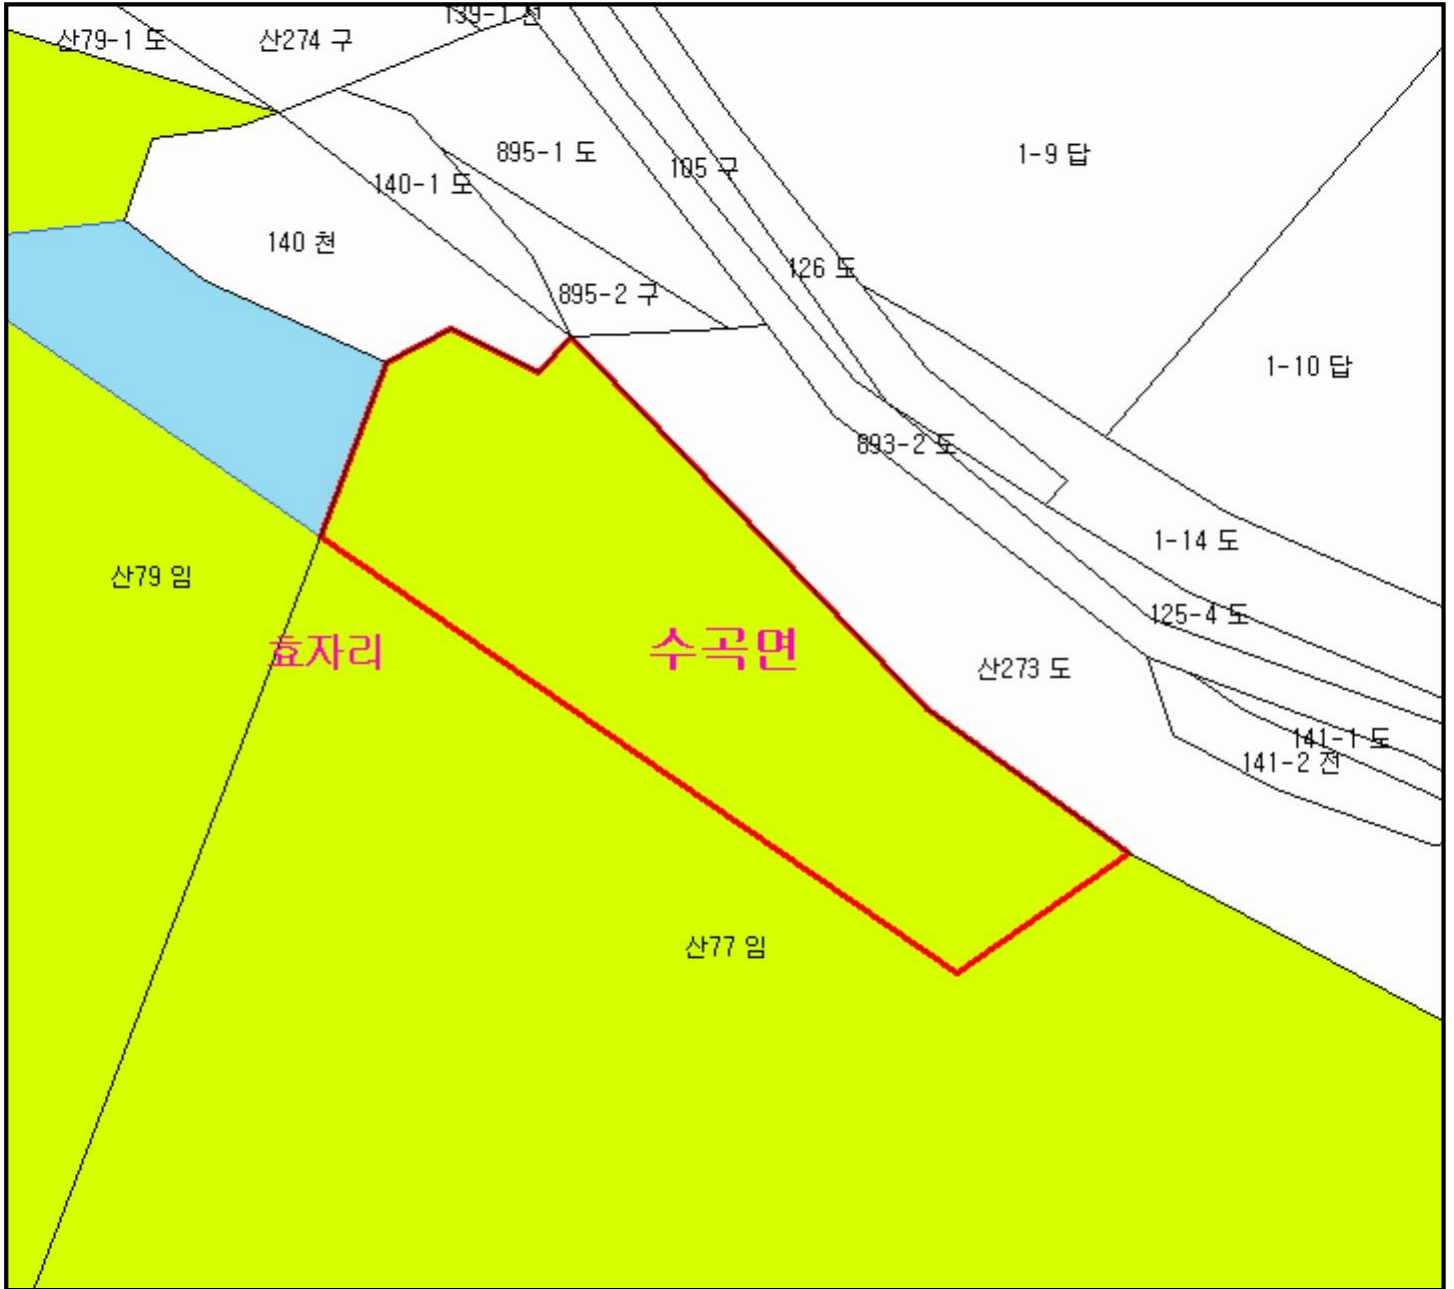 139-1 전
산79-1 도
산274 구
895-1 도
1-9 답
105 구
140-1 도
140 천
126 도
895-2 구
1-10 답
893-2 도
1-14 도
산79 임
125-4 도
효자리
수곡면
산273 도
141-1 도
141-2 전
산77 임